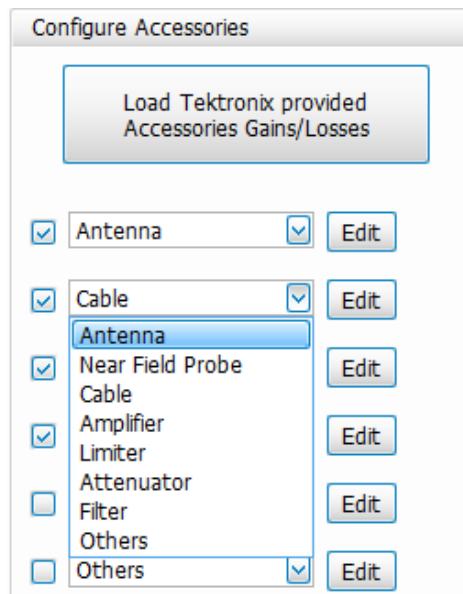 Configure Accessories
Load Tektronix provided
Accessories Gains/Losses
Antenna
Edit
Cable
Edit
Antenna
Near Field Probe
Edit
Cable
Amplifier
Edit
Limiter
Attenuator
Edit
Filter
Others
Others
Edit